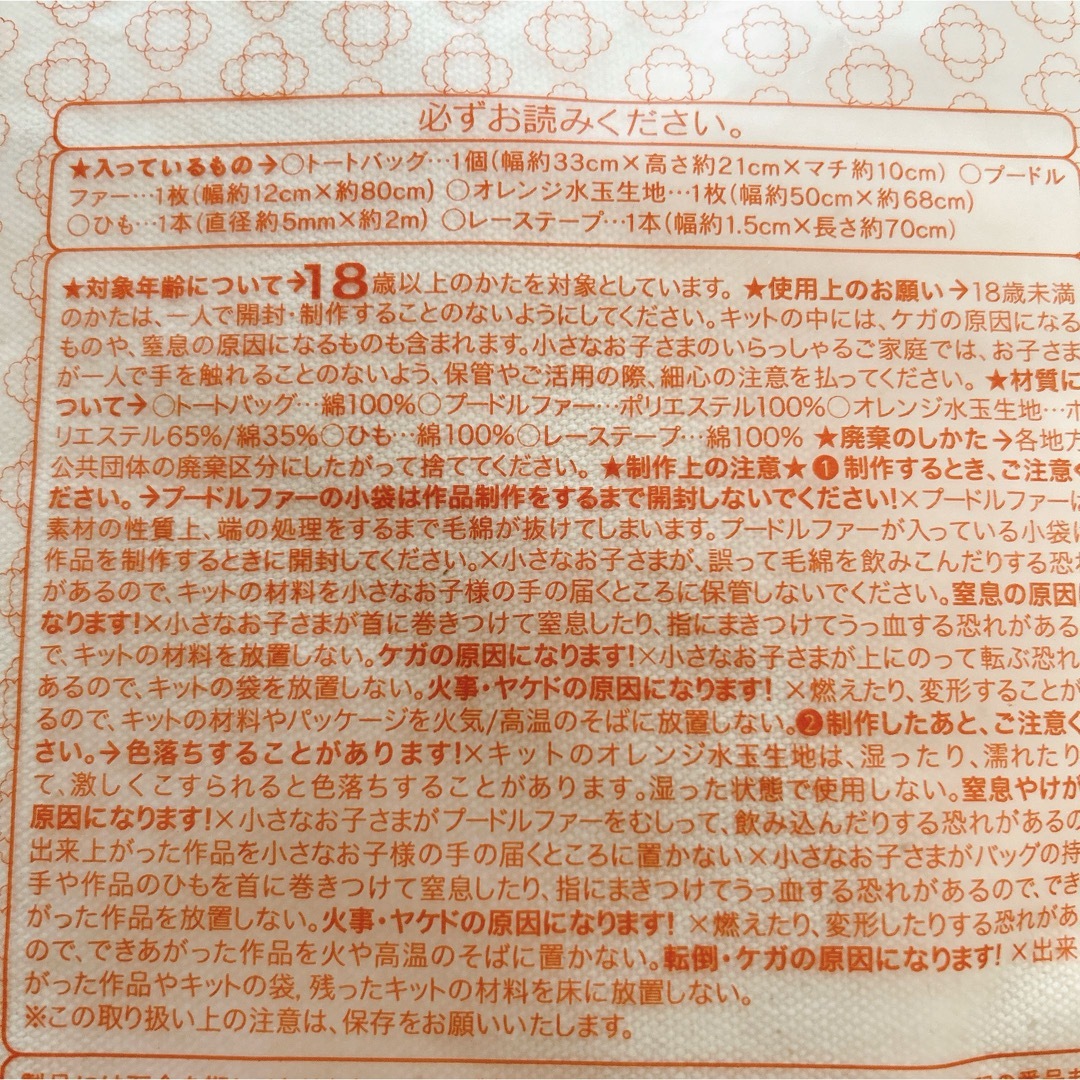 必ずお読みください。
★入っているもの→○トートバッグ…1個(幅約33cm×高さ約21cm×マチ約10cm) ○プードル
ファー…1枚(幅約12cm×約80cm) ○オレンジ水玉生地…1枚(幅約50cm×約68cm)
○ひも…1本(直径約5mm×約2m) ○レーステープ…1本(幅約1.5cm×長さ約70cm)
★対象年齢について→18歳以上のかたを対象としています。 ★使用上のお願い→18歳未満
のかたは、一人で開封・制作することのないようにしてください。キットの中には、ケガの原因になる
ものや、窒息の原因になるものも含まれます。小さなお子さまのいらっしゃるご家庭では、お子さま
が一人で手を触れることのないよう、保管やご活用の際、細心の注意を払ってください。 ★材質に
ついて→○トートバッグ…綿100%○プードルファー…ポリエステル100%○オレンジ水玉生地…ポ
リエステル65%/綿35%○ひも…綿100%○レーステープ…綿100% ★廃棄のしかた→各地方
公共団体の廃棄区分にしたがって捨ててください。 ★制作上の注意★❶制作するとき、ご注意く
ださい。→プードルファーの小袋は作品制作をするまで開封しないでください!×プードルファーは
素材の性質上、端の処理をするまで毛綿が抜けてしまいます。プードルファーが入っている小袋は
作品を制作するときに開封してください。×小さなお子さまが、誤って毛綿を飲みこんだりする恐れ
があるので、キットの材料を小さなお子様の手の届くところに保管しないでください。窒息の原因
なります!×小さなお子さまが首に巻きつけて窒息したり、指にまきつけてうっ血する恐れがある
で、キットの材料を放置しない。ケガの原因になります!×小さなお子さまが上にのって転ぶ恐れ
あるので、キットの袋を放置しない。火事・ヤケドの原因になります! ×燃えたり、変形することが
るので、キットの材料やパッケージを火気/高温のそばに放置しない。❷制作したあと、ご注意く
さい。→色落ちすることがあります!×キットのオレンジ水玉生地は、湿ったり、濡れたり
て、激しくこすられると色落ちすることがあります。湿った状態で使用しない。窒息やけが
原因になります!×小さなお子さまがプードルファーをむしって、飲み込んだりする恐れがあるの
出来上がった作品を小さなお子様の手の届くところに置かない×小さなお子さまがバッグの持
手や作品のひもを首に巻きつけて窒息したり、指にまきつけてうっ血する恐れがあるので、でき
がった作品を放置しない。火事・ヤケドの原因になります! ×燃えたり、変形したりする恐れがあ
ので、できあがった作品を火や高温のそばに置かない。転倒・ケガの原因になります! ×出来
がった作品やキットの袋,残ったキットの材料を床に放置しない。
※この取り扱い上の注意は、保存をお願いいたします。